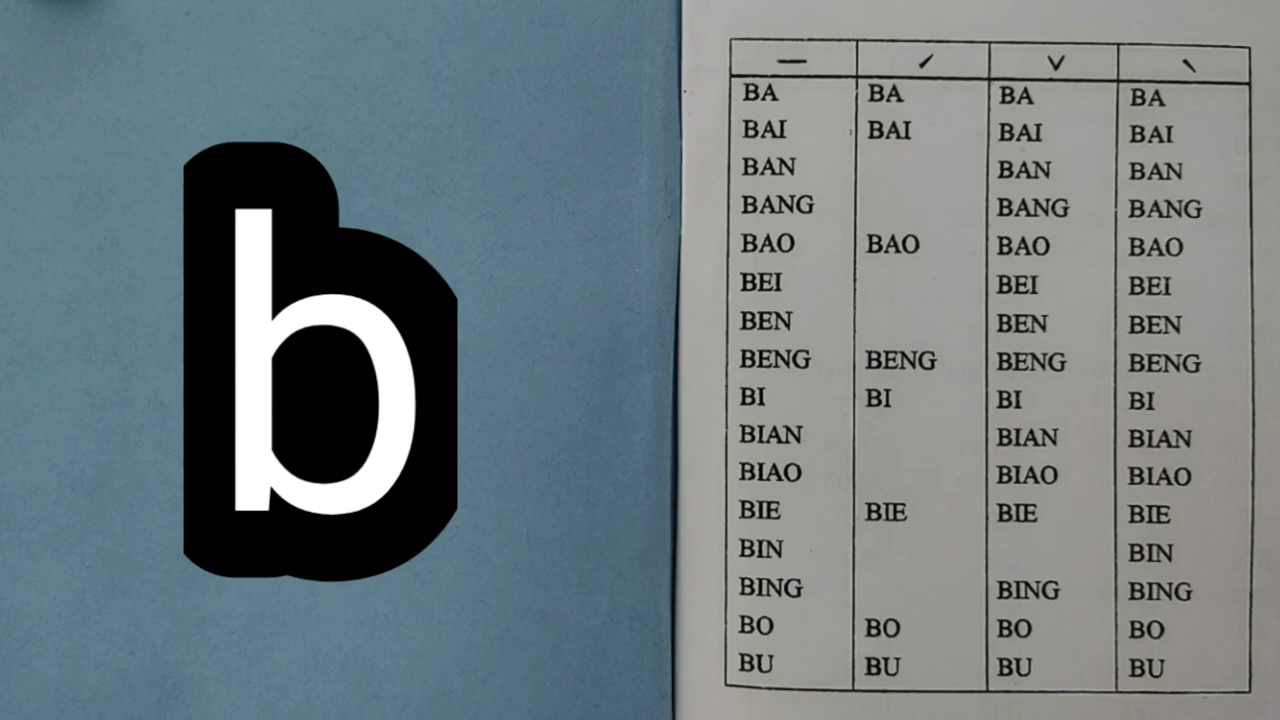 b
— ˊ ˇ ˋ
BA BA BA BA
BAI BAI BAI BAI
BAN BAN BAN
BANG BANG BANG
BAO BAO BAO BAO
BEI BEI BEI
BEN BEN BEN
BENG BENG BENG BENG
BI BI BI BI
BIAN BIAN BIAN
BIAO BIAO BIAO
BIE BIE BIE BIE
BIN BIN
BING BING BING
BO BO BO BO
BU BU BU BU